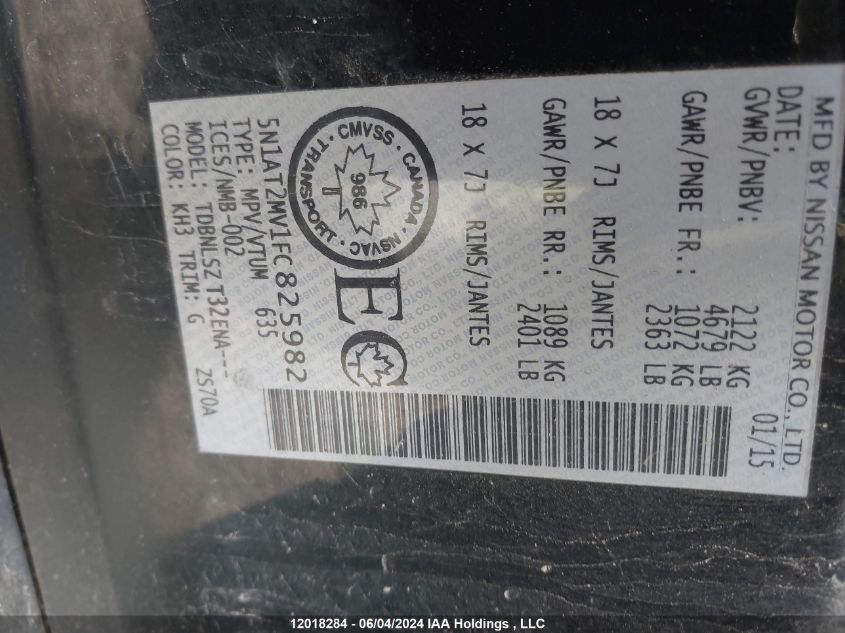 MFD BY NISSAN MOTOR CO., LTD.
DATE: 01/15
GVWR/PNBV: 2122 KG
4679 LB
GAWR/PNBE FR.: 1072 KG
2363 LB
18 X 7J RIMS/JANTES
GAWR/PNBE RR.: 1089 KG
2401 LB
18 X 7J RIMS/JANTES
CMVSS · CANADA · NSVAC · TRANSPORT ·
986
EC
5N1AT2MV1FC825982
TYPE: MPV/VTUM 635
ICES/NMB-002
MODEL: TDBNLSZ T32ENA---
COLOR: KH3 TRIM: G ZS70A
12018284 - 06/04/2024 IAA Holdings , LLC